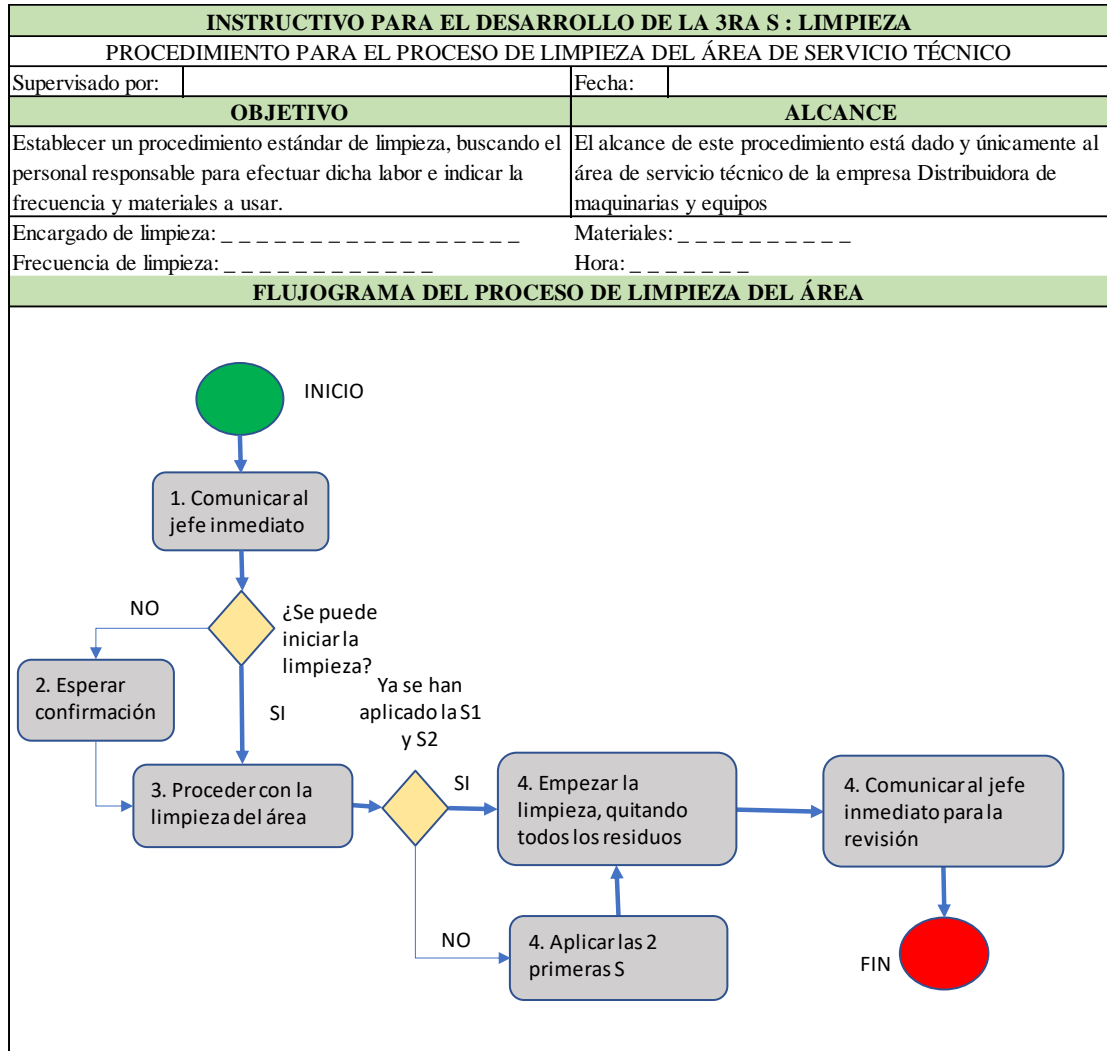 INSTRUCTIVO PARA EL DESARROLLO DE LA 3RA S : LIMPIEZA
PROCEDIMIENTO PARA EL PROCESO DE LIMPIEZA DEL ÁREA DE SERVICIO TÉCNICO
Supervisado por:
Fecha:
OBJETIVO
Establecer un procedimiento estándar de limpieza, buscando el
personal responsable para efectuar dicha labor e indicar la
frecuencia y materiales a usar.
ALCANCE
El alcance de este procedimiento está dado y únicamente al
área de servicio técnico de la empresa Distribuidora de
maquinarias y equipos
Encargado de limpieza: _ _ _ _ _ _ _ _ _ _ _ _ _ _ _ _ _
Materiales: _ _ _ _ _ _ _ _ _ _
Frecuencia de limpieza: _ _ _ _ _ _ _ _ _ _ _ _
Hora: _ _ _ _ _ _ _
FLUJOGRAMA DEL PROCESO DE LIMPIEZA DEL ÁREA
INICIO
1. Comunicar al
jefe inmediato
NO
¿Se puede
iniciar la
limpieza?
2. Esperar
confirmación
SI
Ya se han
aplicado la S1
y S2
3. Proceder con la
limpieza del área
SI
4. Empezar la
limpieza, quitando
todos los residuos
4. Comunicar al jefe
inmediato para la
revisión
NO
4. Aplicar las 2
primeras S
FIN